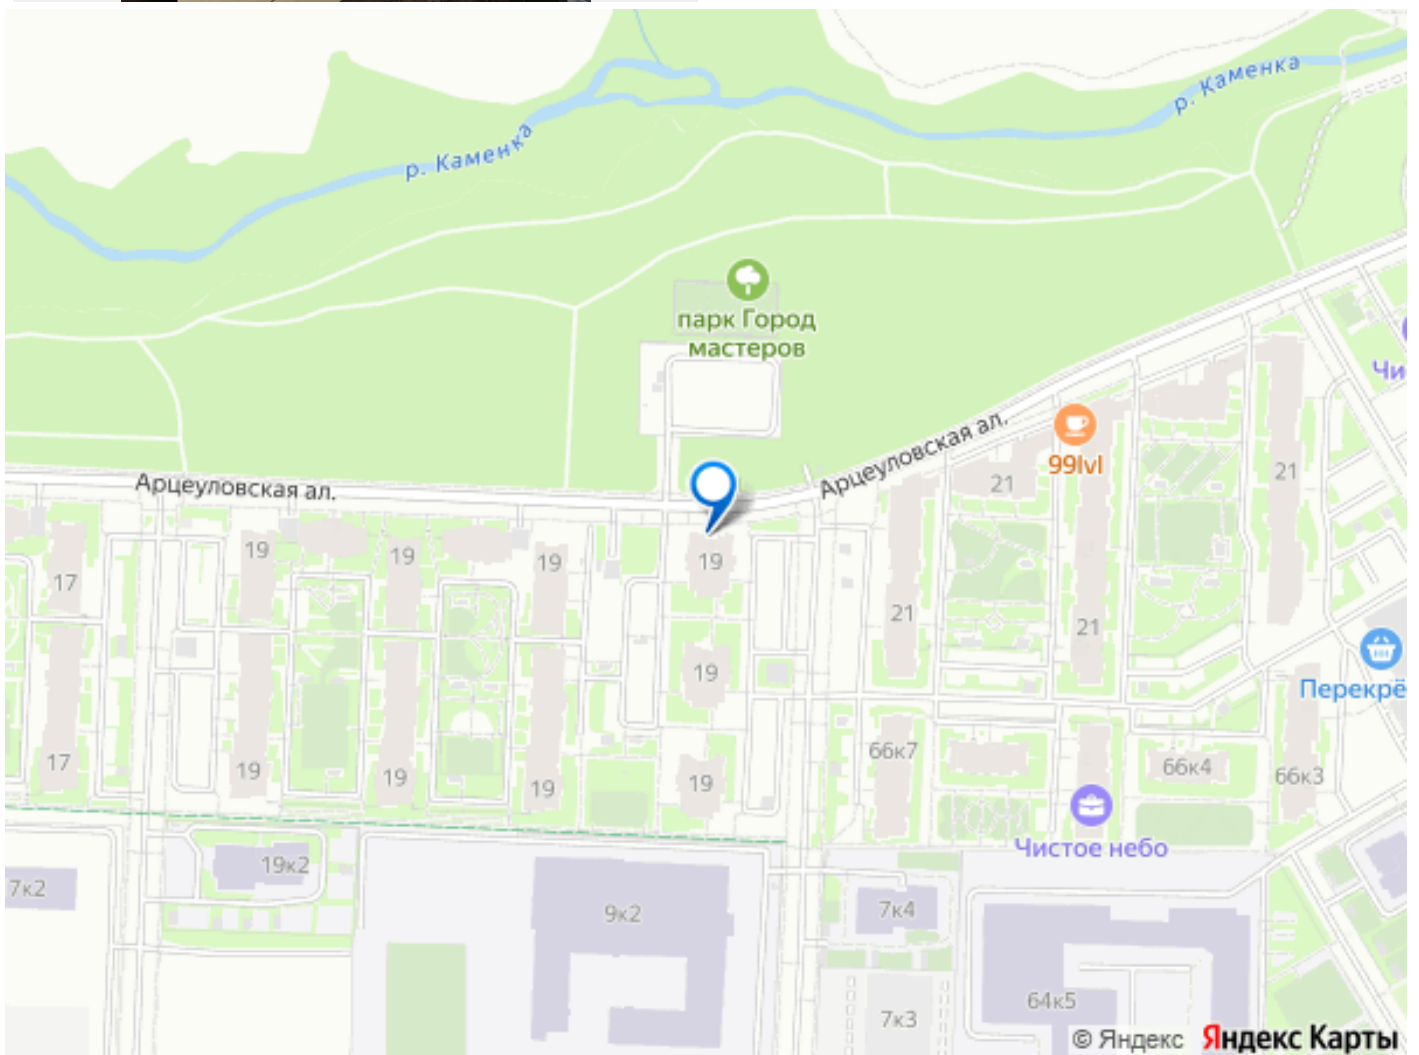 р. Каменка
р. Каменка
парк Город
мастеров
Чи
99lvl
Арцеуловская ал.
Арцеуловская ал.
21
21
19
19
19
19
17
21
21
19
Перекрё
66к7
66к4
66к3
17
19
19
19
19
Чистое небо
19к2
7к2
9к2
7к4
64к5
7к3
© Яндекс Яндекс Карты